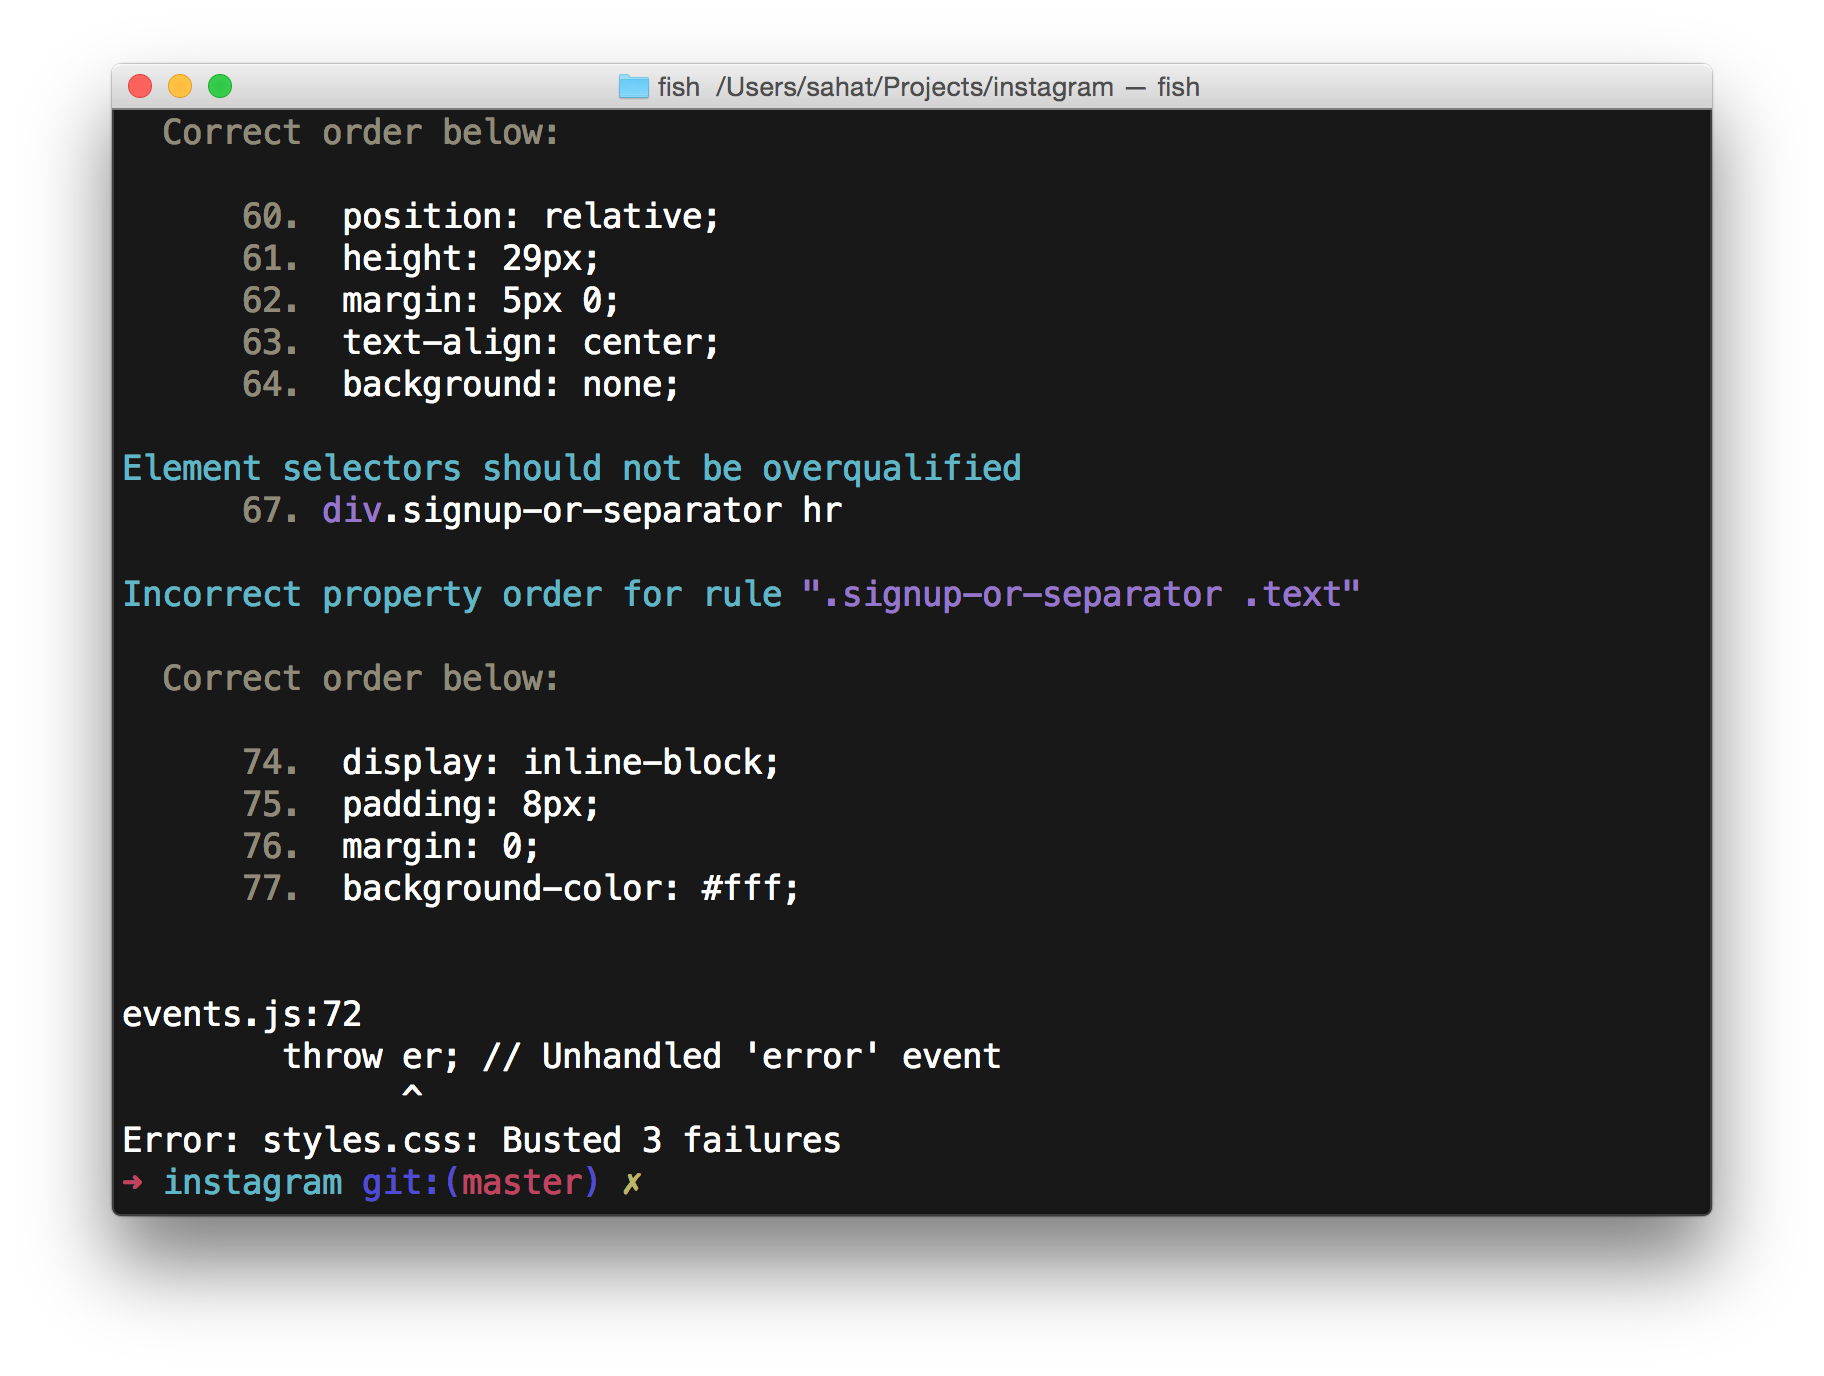 fish /Users/sahat/Projects/instagram — fish
Correct order below:
60. position: relative;
61. height: 29px;
62. margin: 5px 0;
63. text-align: center;
64. background: none;
Element selectors should not be overqualified
67. div.signup-or-separator hr
Incorrect property order for rule ".signup-or-separator .text"
Correct order below:
74. display: inline-block;
75. padding: 8px;
76. margin: 0;
77. background-color: #fff;
events.js:72
throw er; // Unhandled 'error' event
^
Error: styles.css: Busted 3 failures
➜ instagram git:(master) ✗